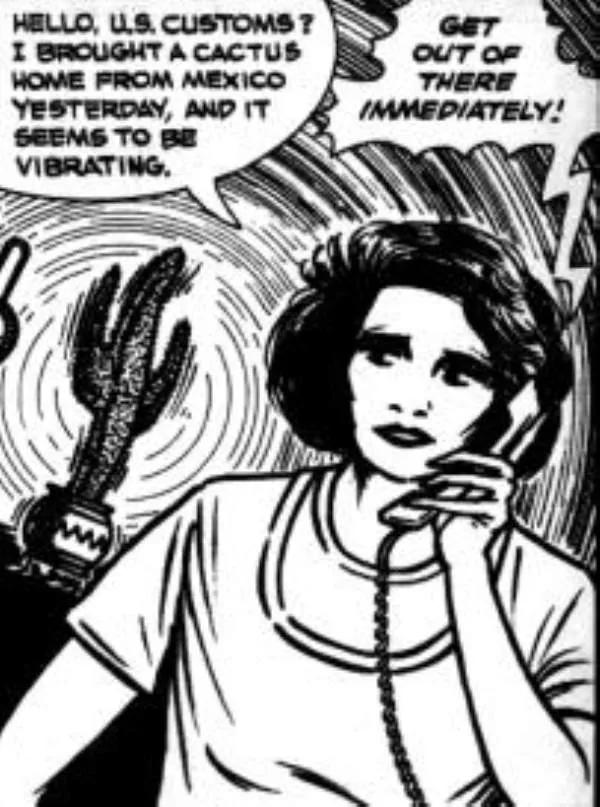 HELLO, U.S. CUSTOMS?
I BROUGHT A CACTUS
HOME FROM MEXICO
YESTERDAY, AND IT
SEEMS TO BE
VIBRATING.
GET
OUT OF
THERE
IMMEDIATELY!